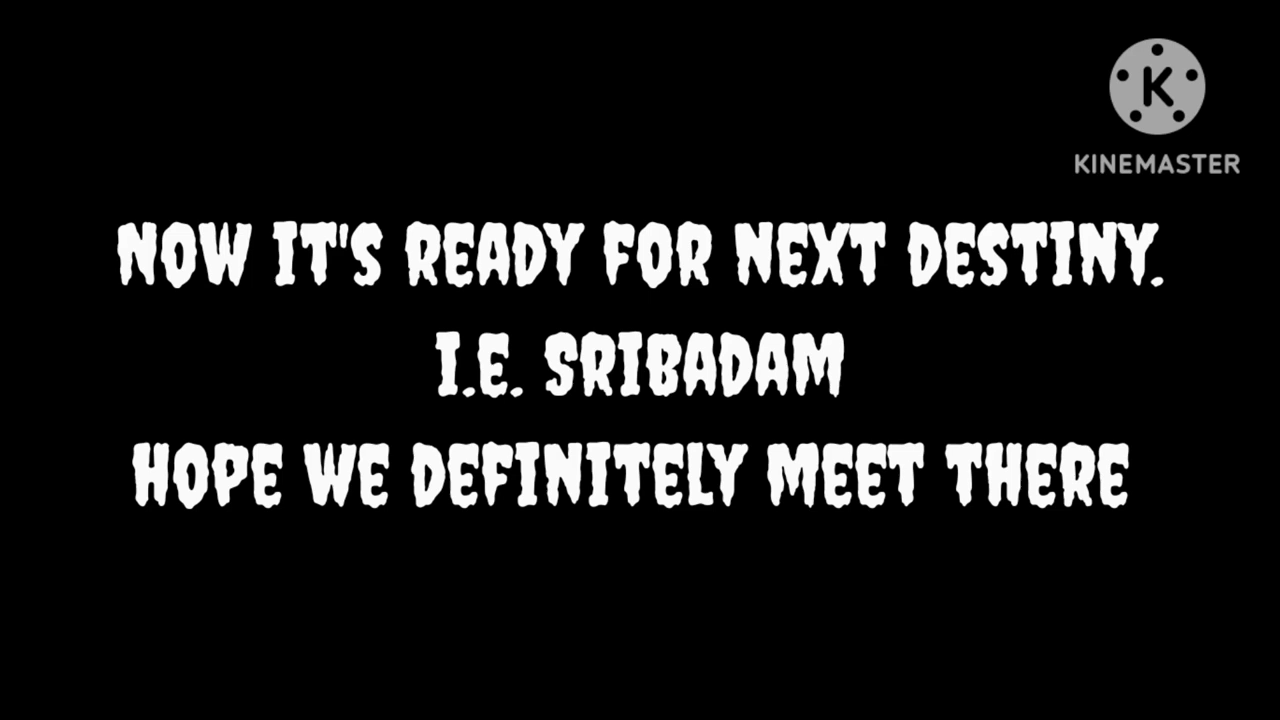 KINEMASTER
NOW IT'S READY FOR NEXT DESTINY.
I.E. SRIBADAM
HOPE WE DEFINITELY MEET THERE